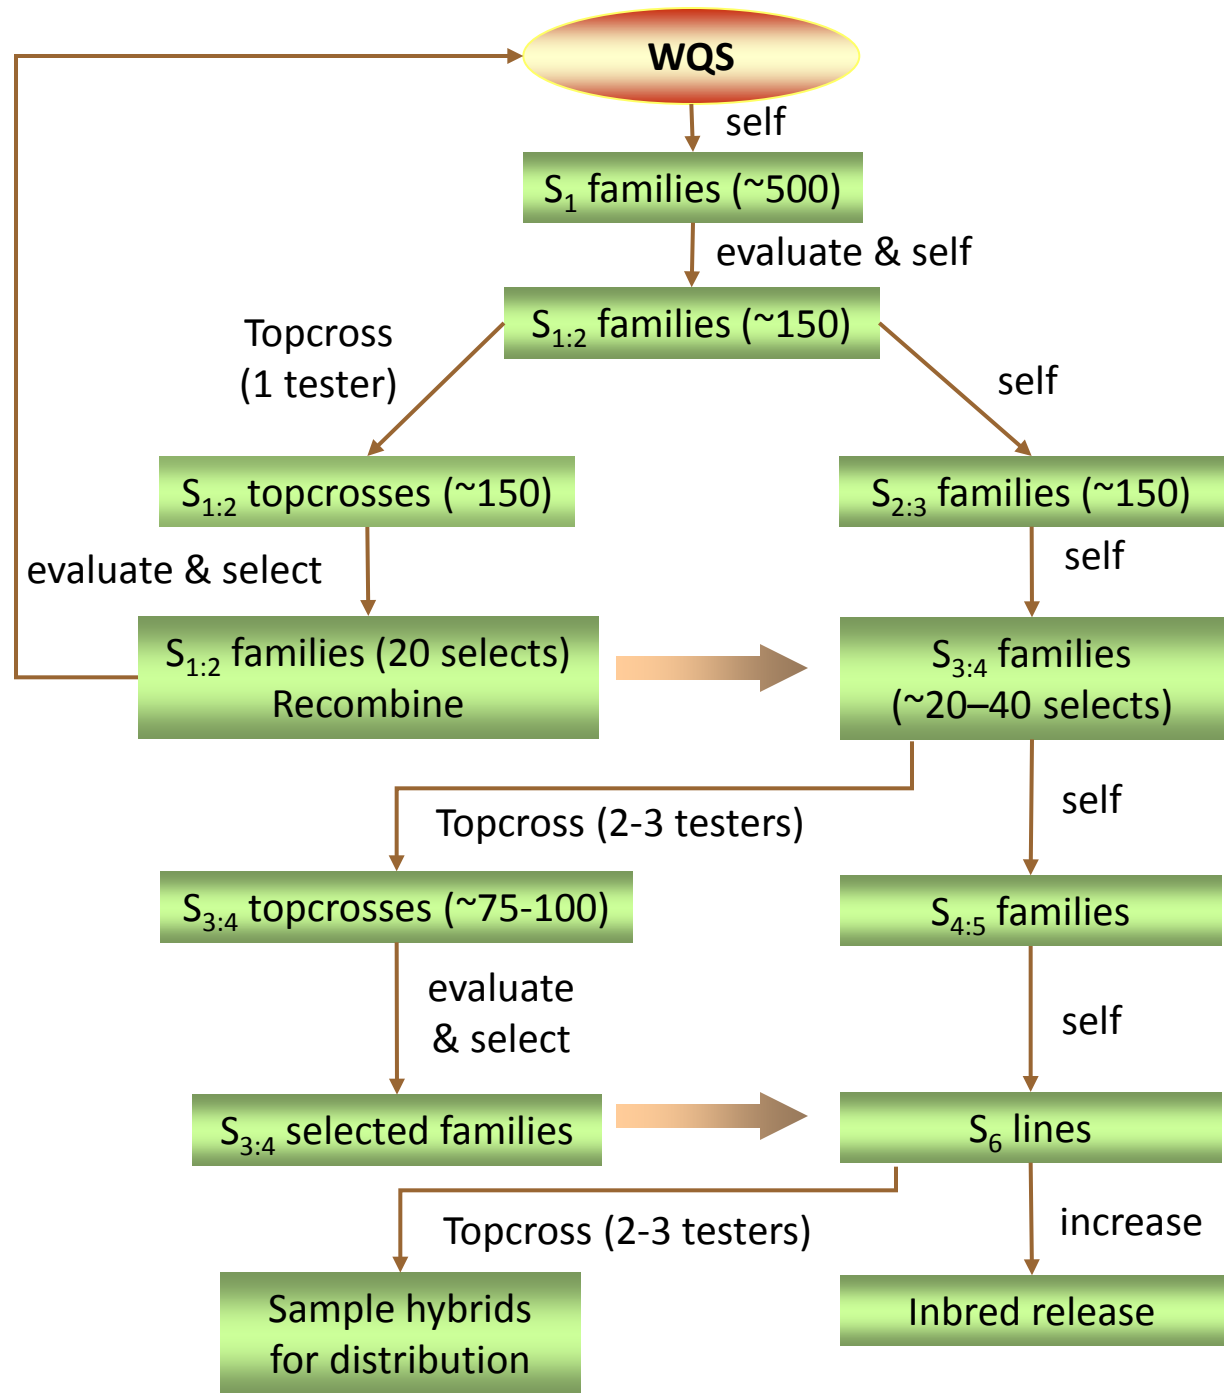 WQS
self
S1 families (~500)
evaluate & self
S1:2 families (~150)
Topcross
(1 tester)
self
S1:2 topcrosses (~150)
S2:3 families (~150)
evaluate & select
self
S1:2 families (20 selects)
Recombine
S3:4 families
(~20–40 selects)
Topcross (2-3 testers)
self
S3:4 topcrosses (~75-100)
S4:5 families
evaluate
& select
self
S3:4 selected families
S6 lines
Topcross (2-3 testers)
increase
Sample hybrids
for distribution
Inbred release